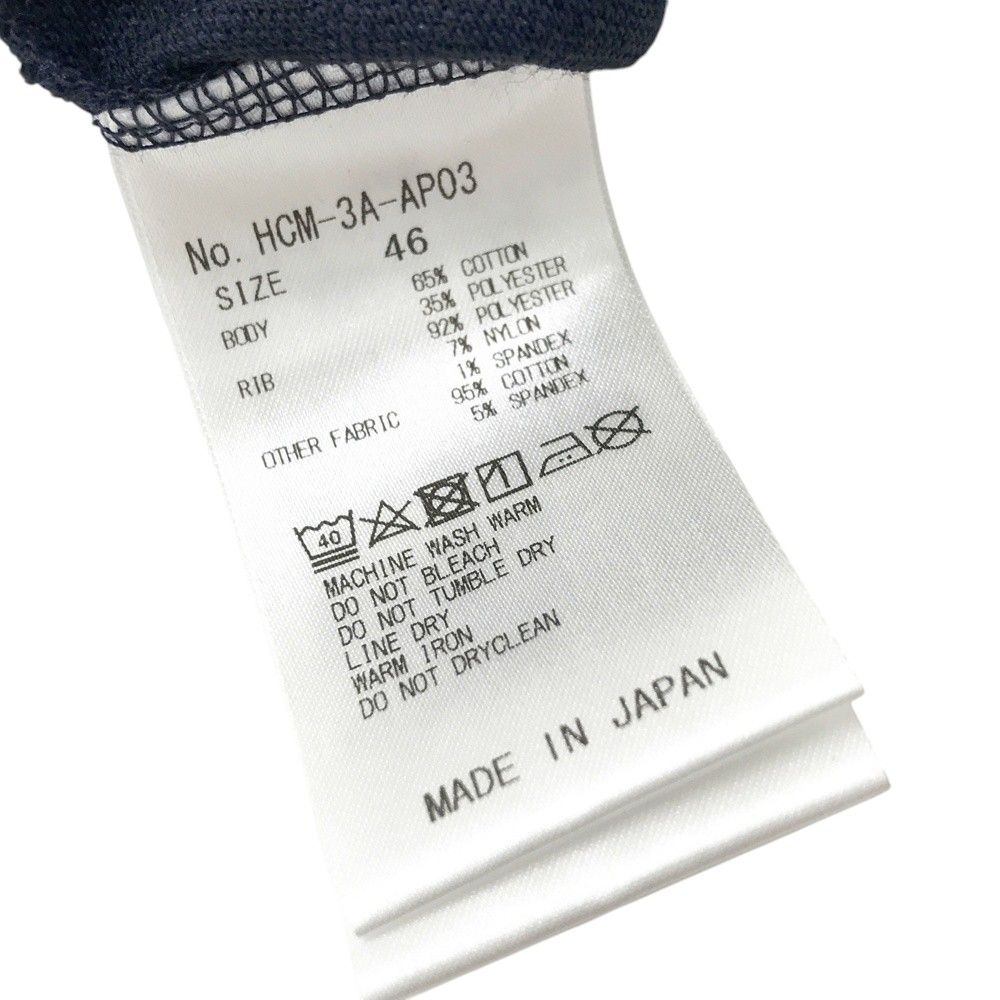 No. HCM-3A-AP03
SIZE 46
BODY 65% COTTON
35% POLYESTER
RIB 92% POLYESTER
7% NYLON
1% SPANDEX
OTHER FABRIC 95% COTTON
5% SPANDEX
40
MACHINE WASH WARM
DO NOT BLEACH
DO NOT TUMBLE DRY
LINE DRY
WARM IRON
DO NOT DRYCLEAN
MADE IN JAPAN